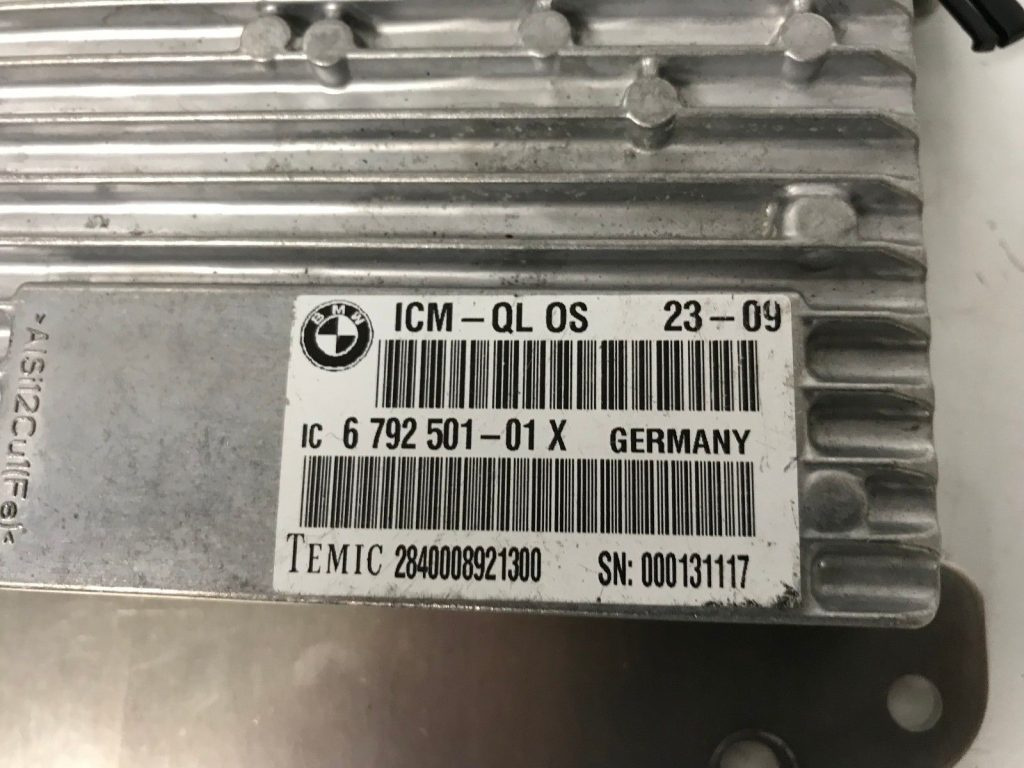 BMW
ICM – QL OS 23 – 09
IC 6 792 501 – 01 X GERMANY
TEMIC 2840008921300 SN: 000131117
>AlSi12Cu1(Fe)<